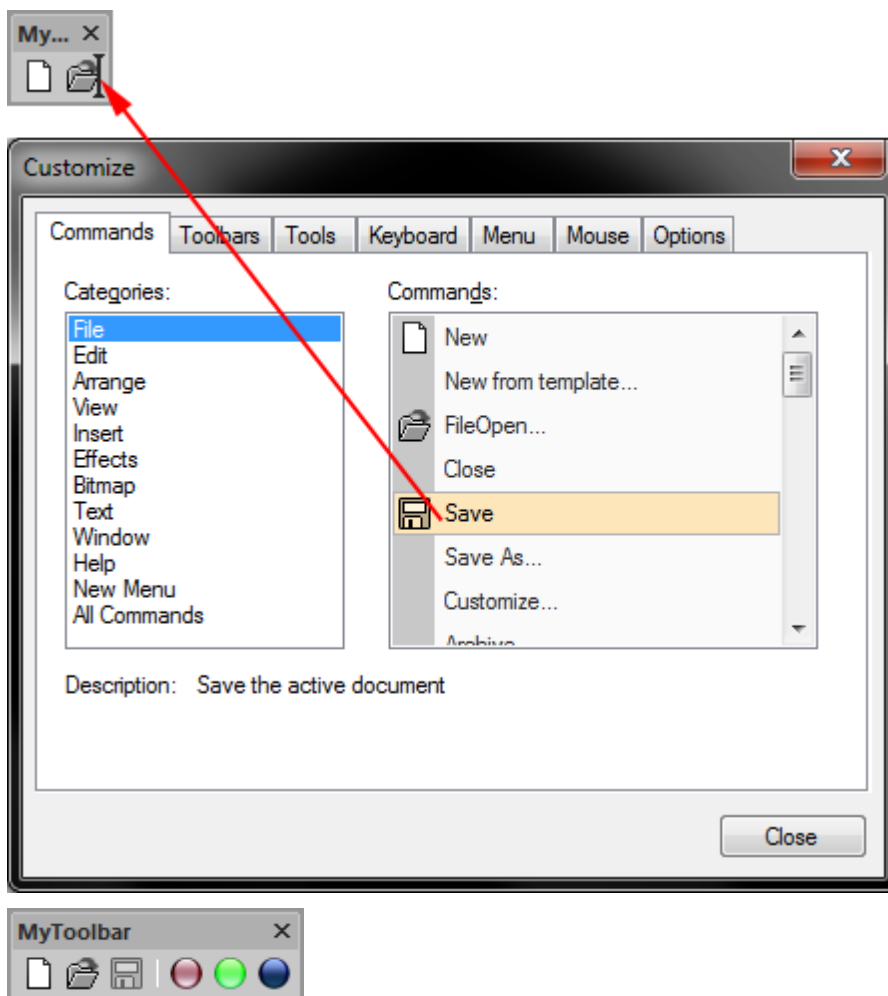 My... ×
Customize
Commands Toolbars Tools Keyboard Menu Mouse Options
Categories:
File
Edit
Arrange
View
Insert
Effects
Bitmap
Text
Window
Help
New Menu
All Commands
Commands:
New
New from template...
FileOpen...
Close
Save
Save As...
Customize...
Archive...
Description: Save the active document
Close
MyToolbar ×